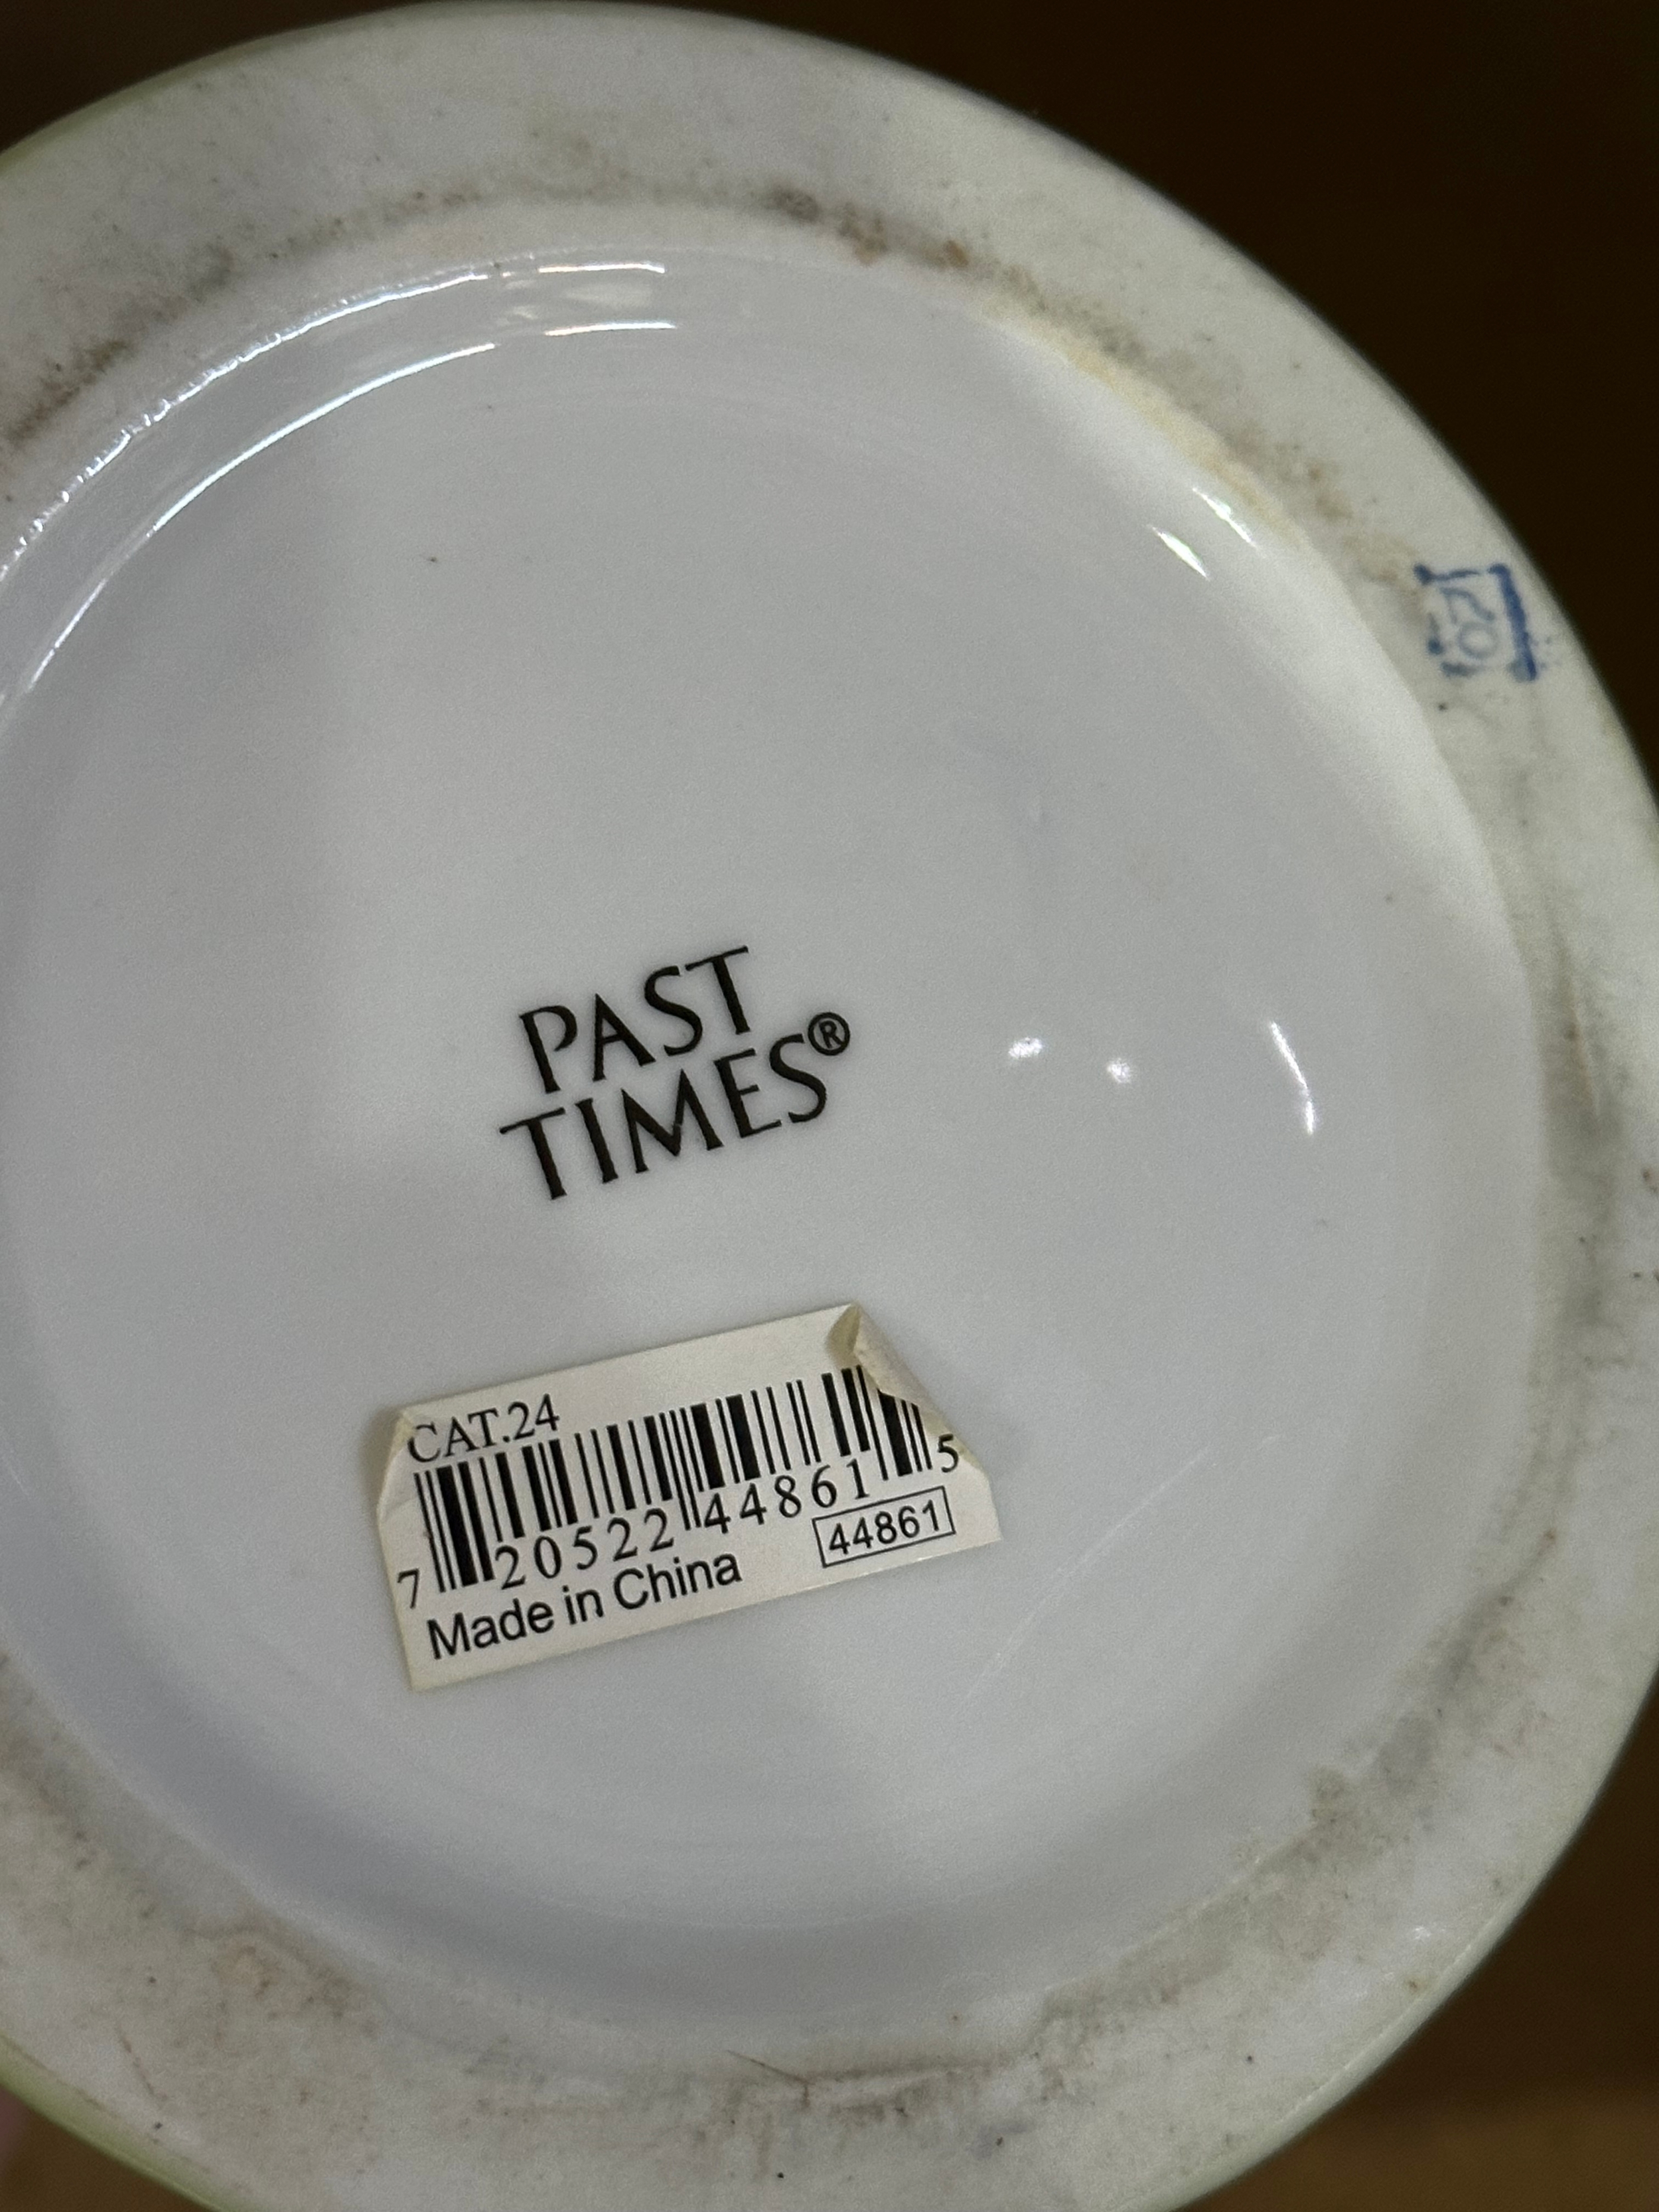 PAST
TIMES®
CAT.24
7 20522 44861 5
Made in China
44861